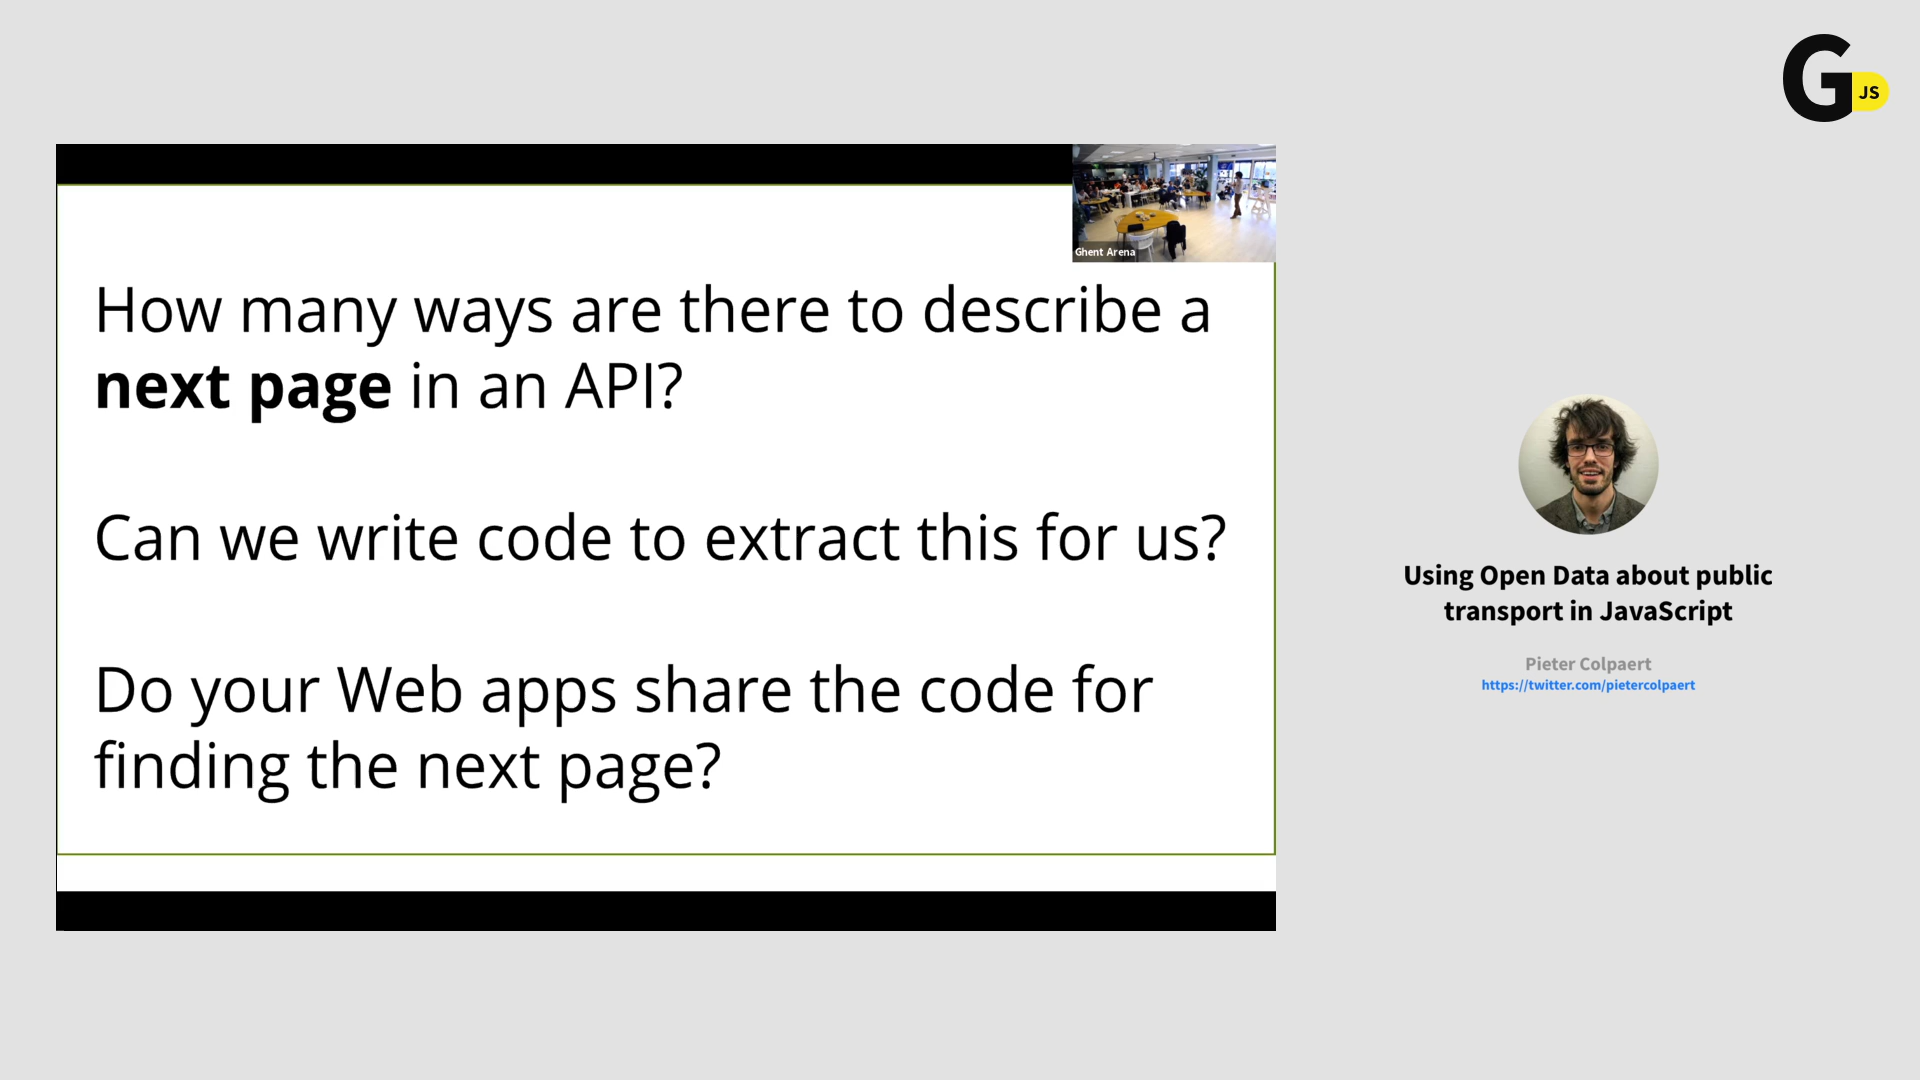 G JS
Ghent Arena
How many ways are there to describe a
next page in an API?
Can we write code to extract this for us?
Do your Web apps share the code for
finding the next page?
Using Open Data about public
transport in JavaScript
Pieter Colpaert
https://twitter.com/pietercolpaert